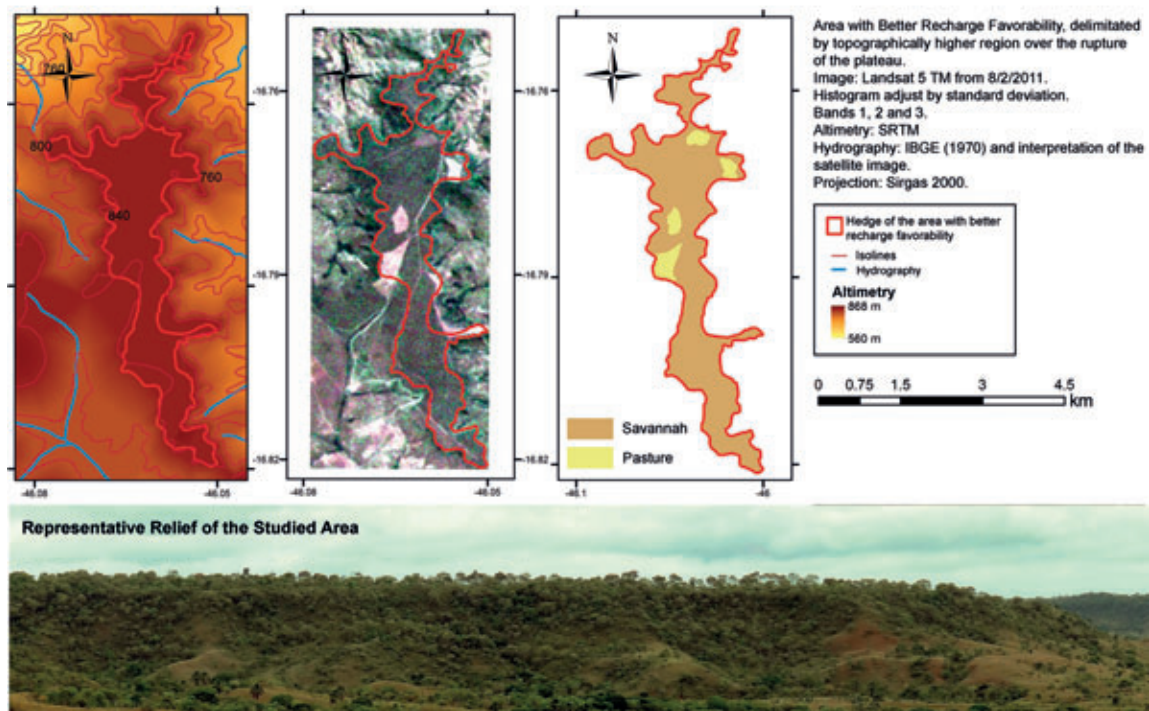 N
760
800
760
840
-16.76
-16.79
-16.82
-46.08
-46.05
N
-16.76
-16.79
-16.82
-46.08
-46.05
N
Savannah
Pasture
-46.1
-46
Area with Better Recharge Favorability, delimitated
by topographically higher region over the rupture
of the plateau.
Image: Landsat 5 TM from 8/2/2011.
Histogram adjust by standard deviation.
Bands 1, 2 and 3.
Altimetry: SRTM
Hydrography: IBGE (1970) and interpretation of the
satellite image.
Projection: Sirgas 2000.
Hedge of the area with better
recharge favorability
Isolines
Hydrography
Altimetry
868 m
560 m
0 0.75 1.5 3 4.5
km
Representative Relief of the Studied Area